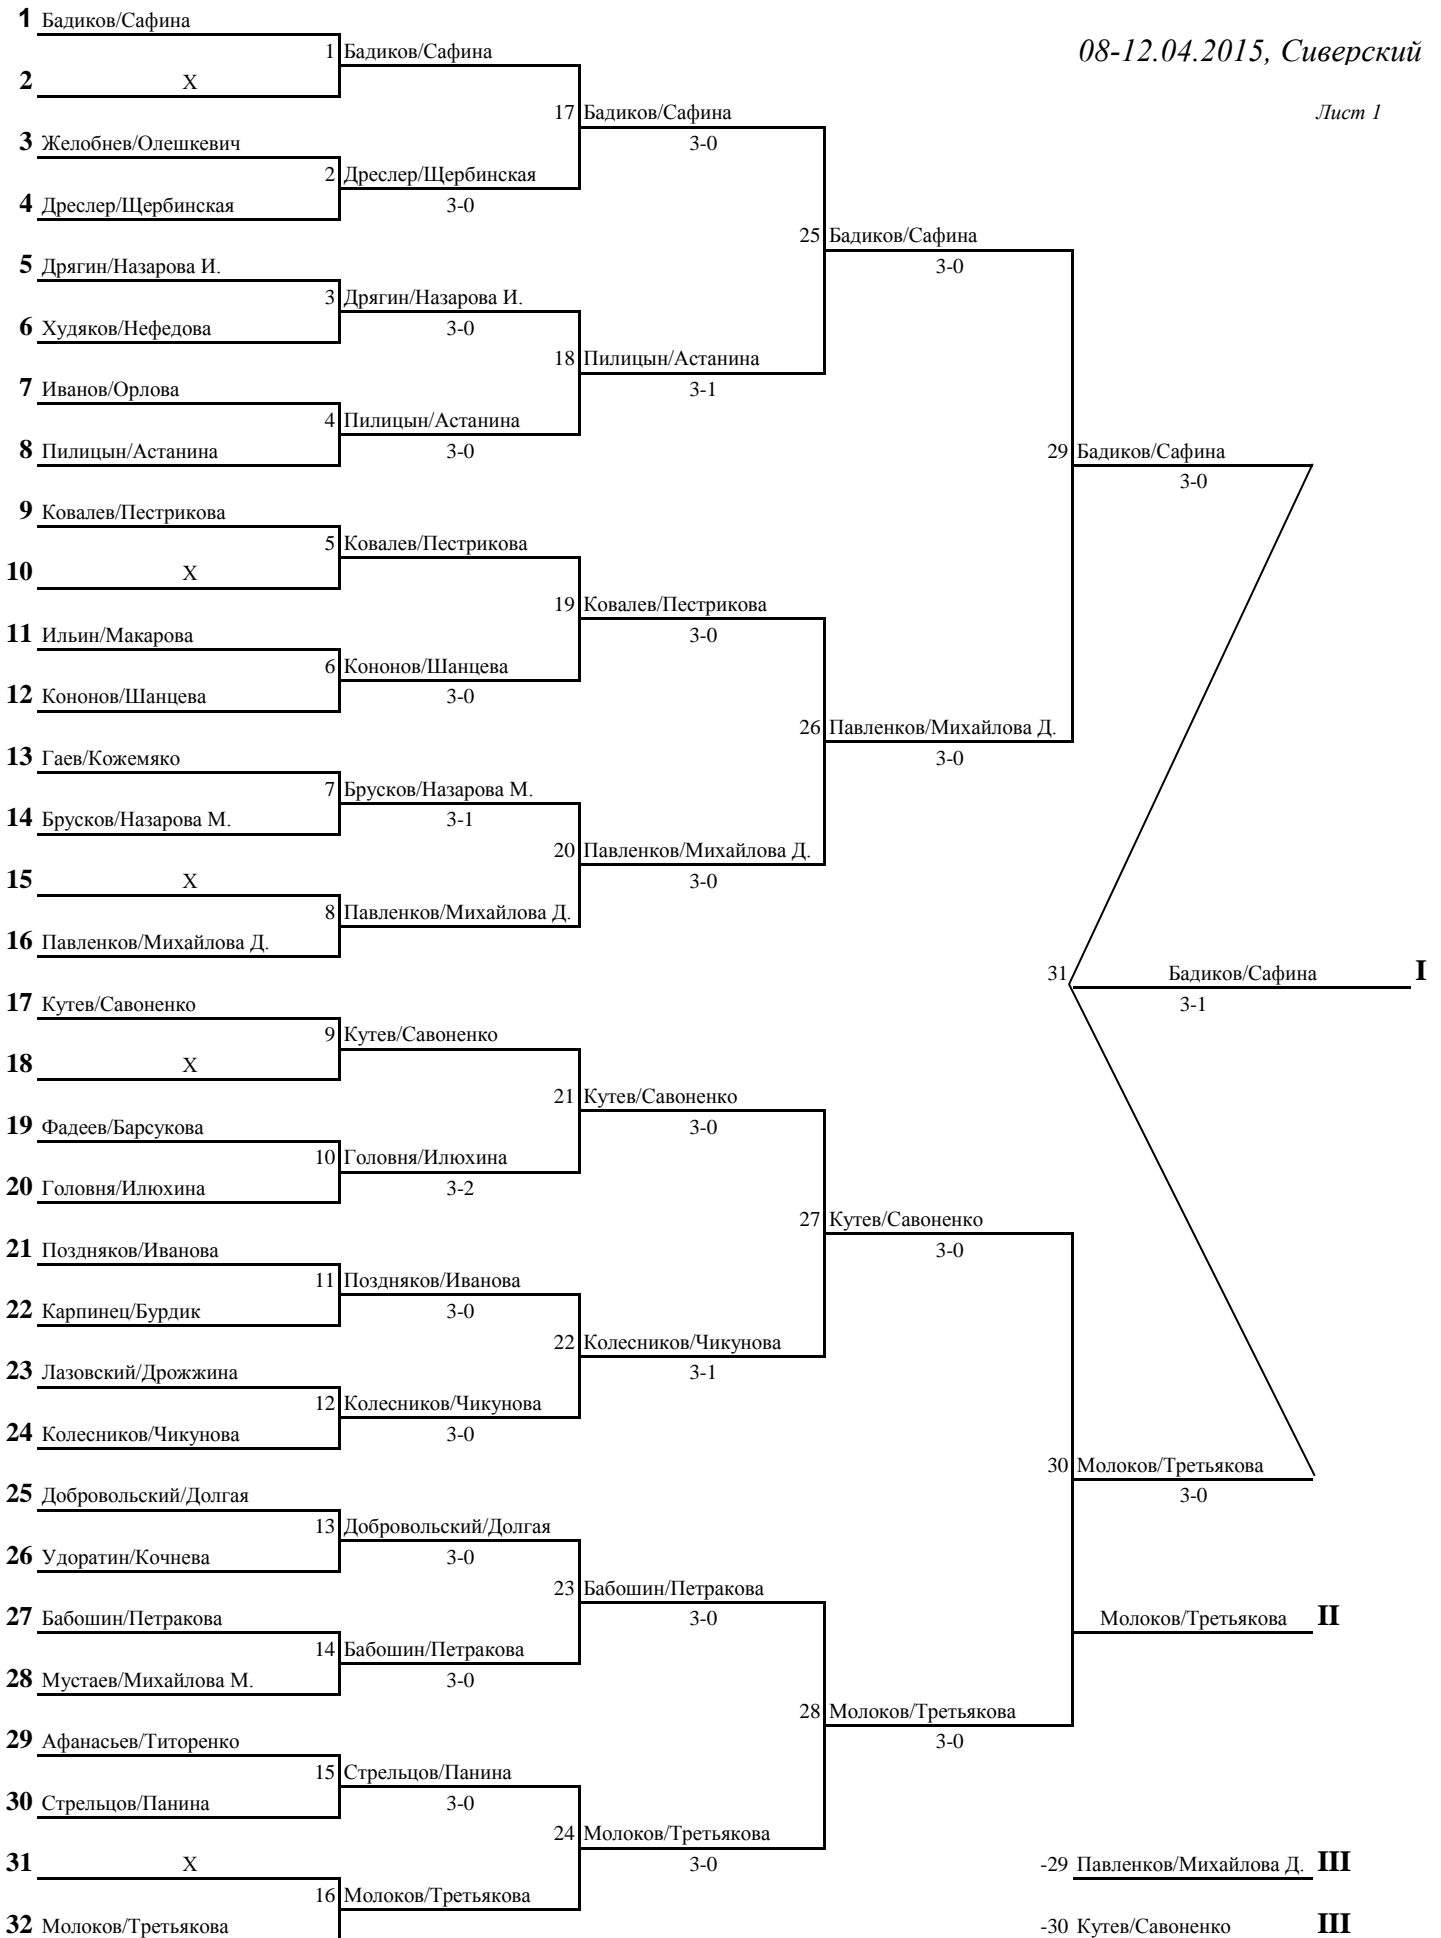 1 Бадиков/Сафина
1 Бадиков/Сафина
08-12.04.2015, Сиверский
2 X
17 Бадиков/Сафина
Лист 1
3-0
3 Желобнев/Олешкевич
2 Дреслер/Щербинская
4 Дреслер/Щербинская
3-0
25 Бадиков/Сафина
3-0
5 Дрягин/Назарова И.
3 Дрягин/Назарова И.
6 Худяков/Нефедова
3-0
18 Пилицын/Астанина
3-1
7 Иванов/Орлова
4 Пилицын/Астанина
8 Пилицын/Астанина
3-0
29 Бадиков/Сафина
3-0
9 Ковалев/Пестрикова
5 Ковалев/Пестрикова
10 X
19 Ковалев/Пестрикова
3-0
11 Ильин/Макарова
6 Кононов/Шанцева
12 Кононов/Шанцева
3-0
26 Павленков/Михайлова Д.
3-0
13 Гаев/Кожемяко
7 Брусков/Назарова М.
14 Брусков/Назарова М.
3-1
20 Павленков/Михайлова Д.
3-0
15 X
8 Павленков/Михайлова Д.
16 Павленков/Михайлова Д.
31 Бадиков/Сафина I
3-1
17 Кутев/Савоненко
9 Кутев/Савоненко
18 X
21 Кутев/Савоненко
3-0
19 Фадеев/Барсукова
10 Головня/Илюхина
20 Головня/Илюхина
3-2
27 Кутев/Савоненко
3-0
21 Поздняков/Иванова
11 Поздняков/Иванова
22 Карпинец/Бурдик
3-0
22 Колесников/Чикунова
3-1
23 Лазовский/Дрожжина
12 Колесников/Чикунова
24 Колесников/Чикунова
3-0
30 Молоков/Третьякова
3-0
25 Добровольский/Долгая
13 Добровольский/Долгая
26 Удоратин/Кочнева
3-0
23 Бабошин/Петракова
3-0
27 Бабошин/Петракова
Молоков/Третьякова II
14 Бабошин/Петракова
28 Мустаев/Михайлова М.
3-0
28 Молоков/Третьякова
3-0
29 Афанасьев/Титоренко
15 Стрельцов/Панина
30 Стрельцов/Панина
3-0
24 Молоков/Третьякова
3-0
31 X
-29 Павленков/Михайлова Д. III
16 Молоков/Третьякова
32 Молоков/Третьякова
-30 Кутев/Савоненко III